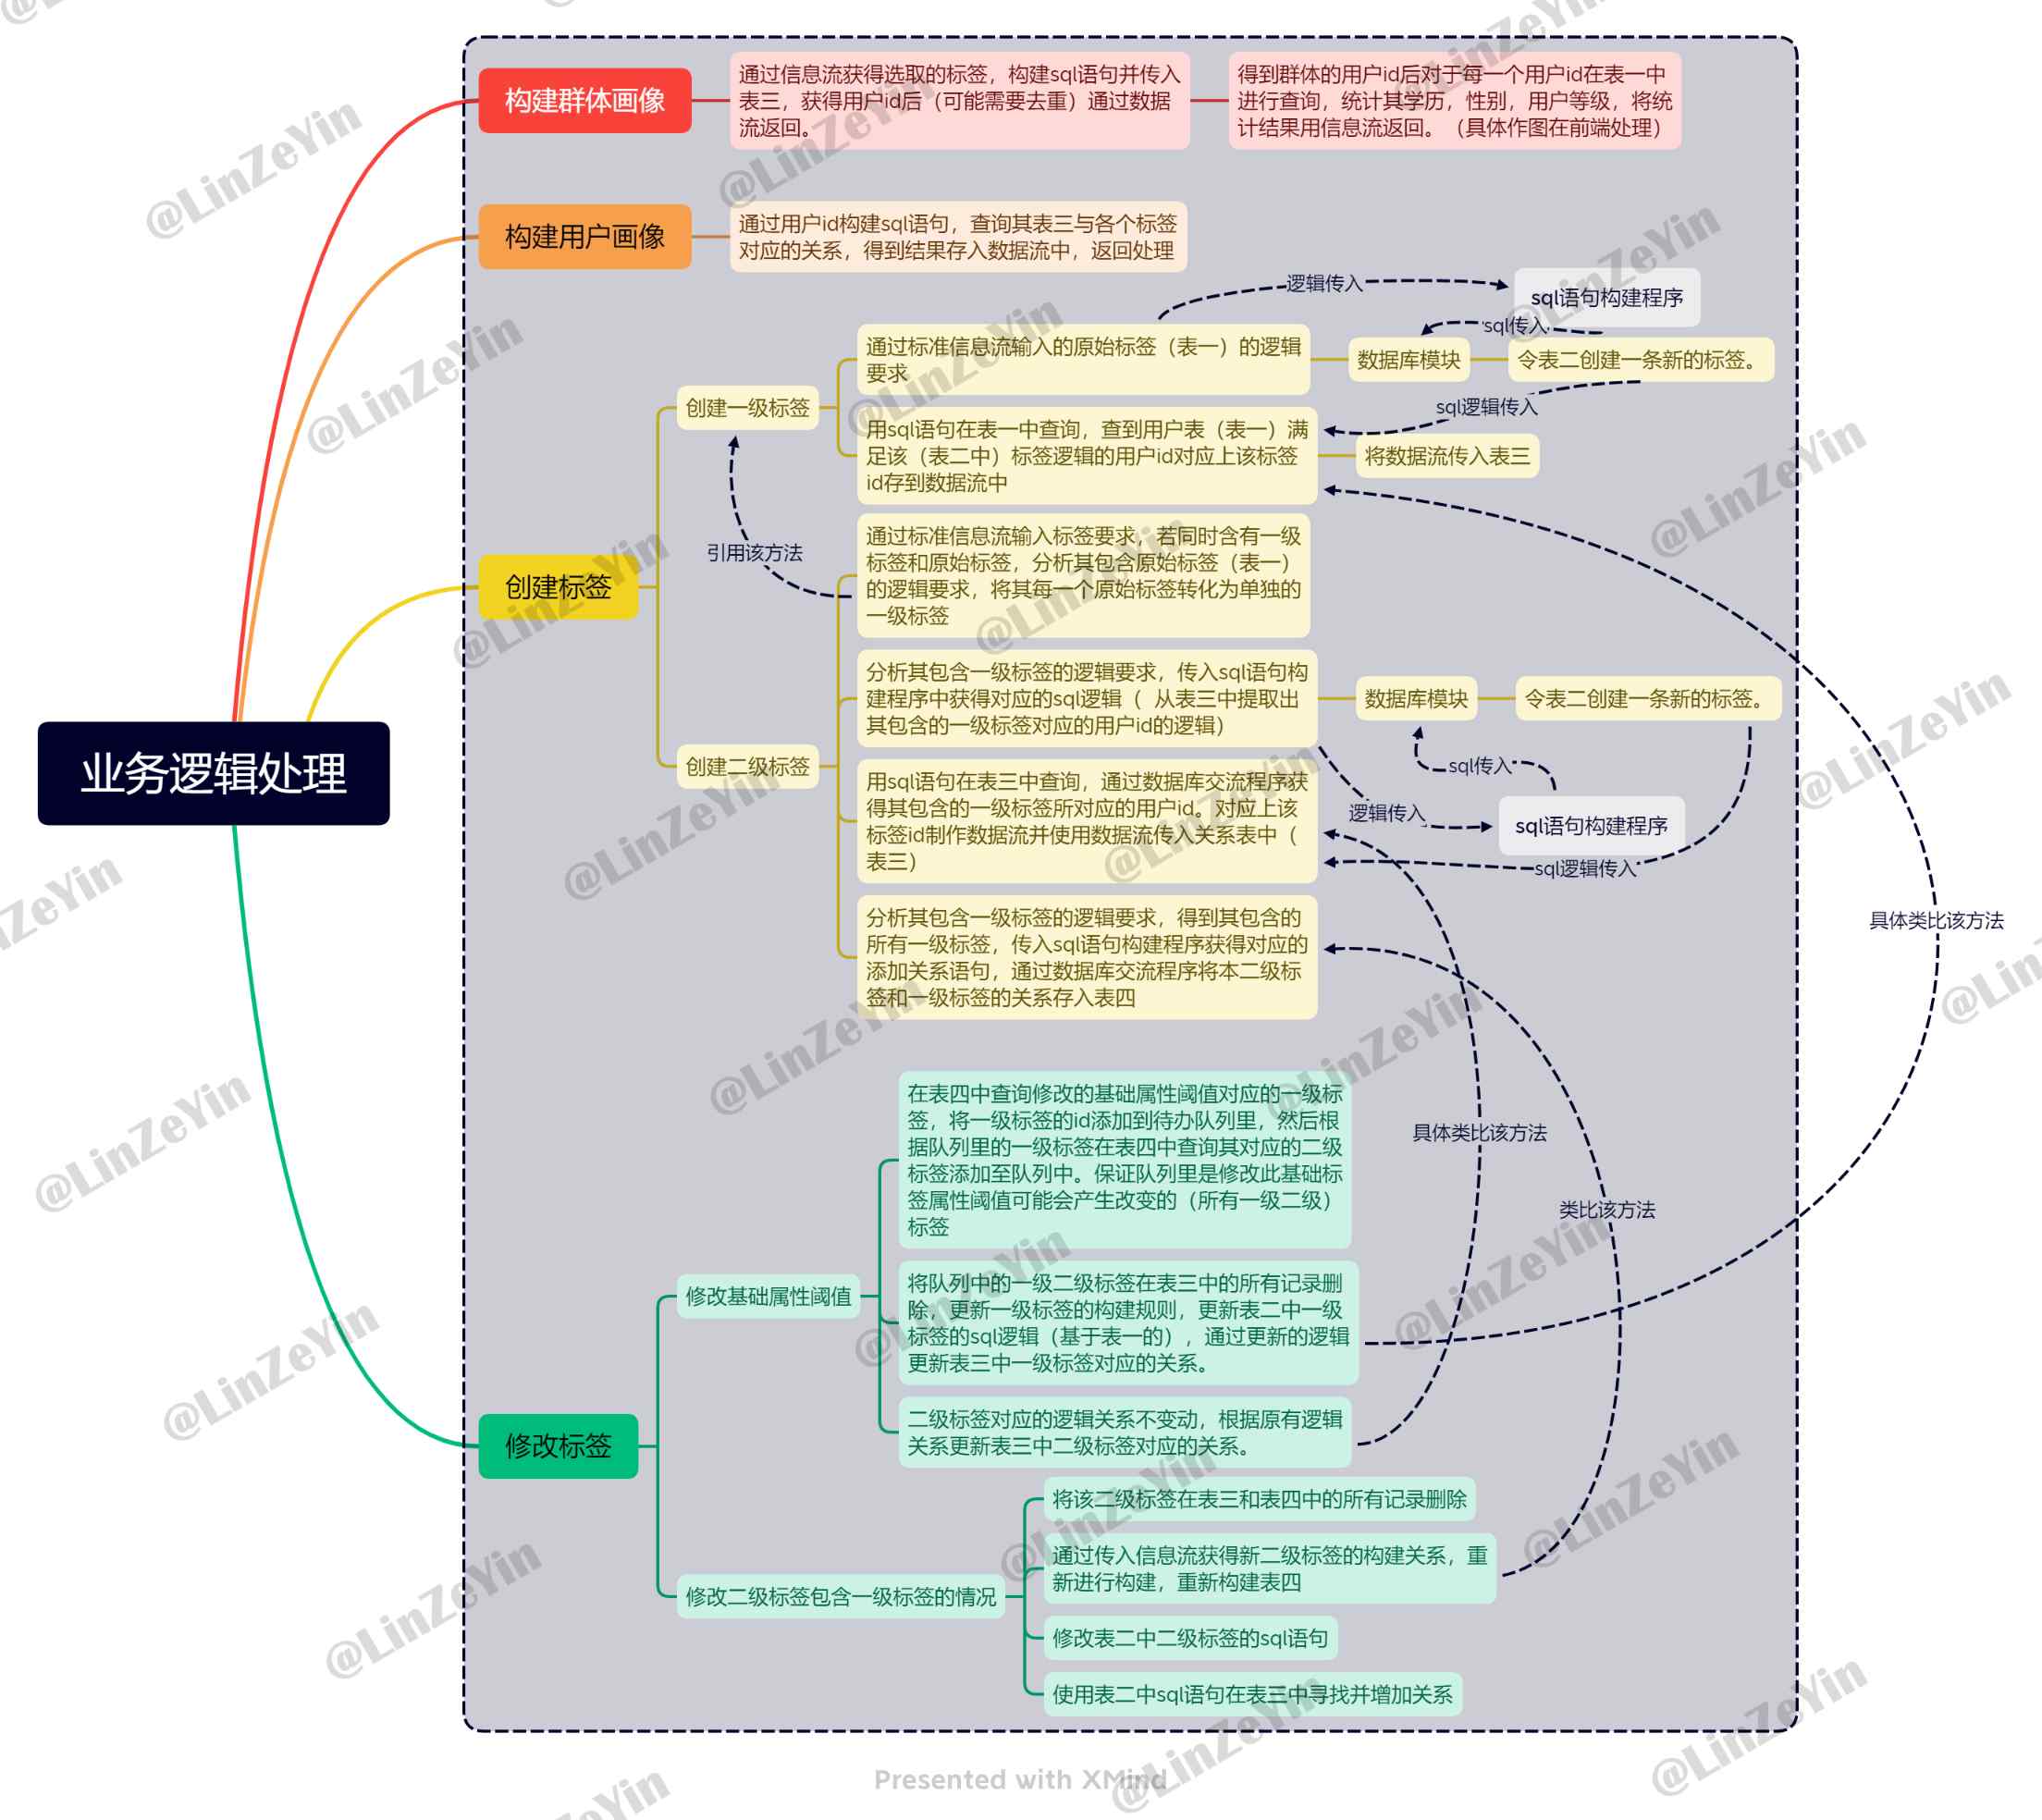 业务逻辑处理
构建群体画像
通过信息流获得选取的标签，构建sql语句并传入
表三，获得用户id后（可能需要去重）通过数据
流返回。
得到群体的用户id后对于每一个用户id在表一中
进行查询，统计其学历，性别，用户等级，将统
计结果用信息流返回。（具体作图在前端处理）
构建用户画像
通过用户id构建sql语句，查询其表三与各个标签
对应的关系，得到结果存入数据流中，返回处理
创建标签
创建一级标签
通过标准信息流输入的原始标签（表一）的逻辑
要求
逻辑传入
sql语句构建程序
sql传入
数据库模块
令表二创建一条新的标签。
sql逻辑传入
用sql语句在表一中查询，查到用户表（表一）满
足该（表二中）标签逻辑的用户id对应上该标签
id存到数据流中
将数据流传入表三
引用该方法
创建二级标签
通过标准信息流输入标签要求，若同时含有一级
标签和原始标签，分析其包含原始标签（表一）
的逻辑要求，将其每一个原始标签转化为单独的
一级标签
分析其包含一级标签的逻辑要求，传入sql语句构
建程序中获得对应的sql逻辑（ 从表三中提取出
其包含的一级标签对应的用户id的逻辑）
数据库模块
令表二创建一条新的标签。
sql传入
逻辑传入
sql语句构建程序
sql逻辑传入
用sql语句在表三中查询，通过数据库交流程序获
得其包含的一级标签所对应的用户id。对应上该
标签id制作数据流并使用数据流传入关系表中（
表三）
分析其包含一级标签的逻辑要求，得到其包含的
所有一级标签，传入sql语句构建程序获得对应的
添加关系语句，通过数据库交流程序将本二级标
签和一级标签的关系存入表四
具体类比该方法
具体类比该方法
类比该方法
修改标签
修改基础属性阈值
在表四中查询修改的基础属性阈值对应的一级标
签，将一级标签的id添加到待办队列里，然后根
据队列里的一级标签在表四中查询其对应的二级
标签添加至队列中。保证队列里是修改此基础标
签属性阈值可能会产生改变的（所有一级二级）
标签
将队列中的一级二级标签在表三中的所有记录删
除，更新一级标签的构建规则，更新表二中一级
标签的sql逻辑（基于表一的），通过更新的逻辑
更新表三中一级标签对应的关系。
二级标签对应的逻辑关系不变动，根据原有逻辑
关系更新表三中二级标签对应的关系。
修改二级标签包含一级标签的情况
将该二级标签在表三和表四中的所有记录删除
通过传入信息流获得新二级标签的构建关系，重
新进行构建，重新构建表四
修改表二中二级标签的sql语句
使用表二中sql语句在表三中寻找并增加关系
Presented with XMind
@LinZeYin